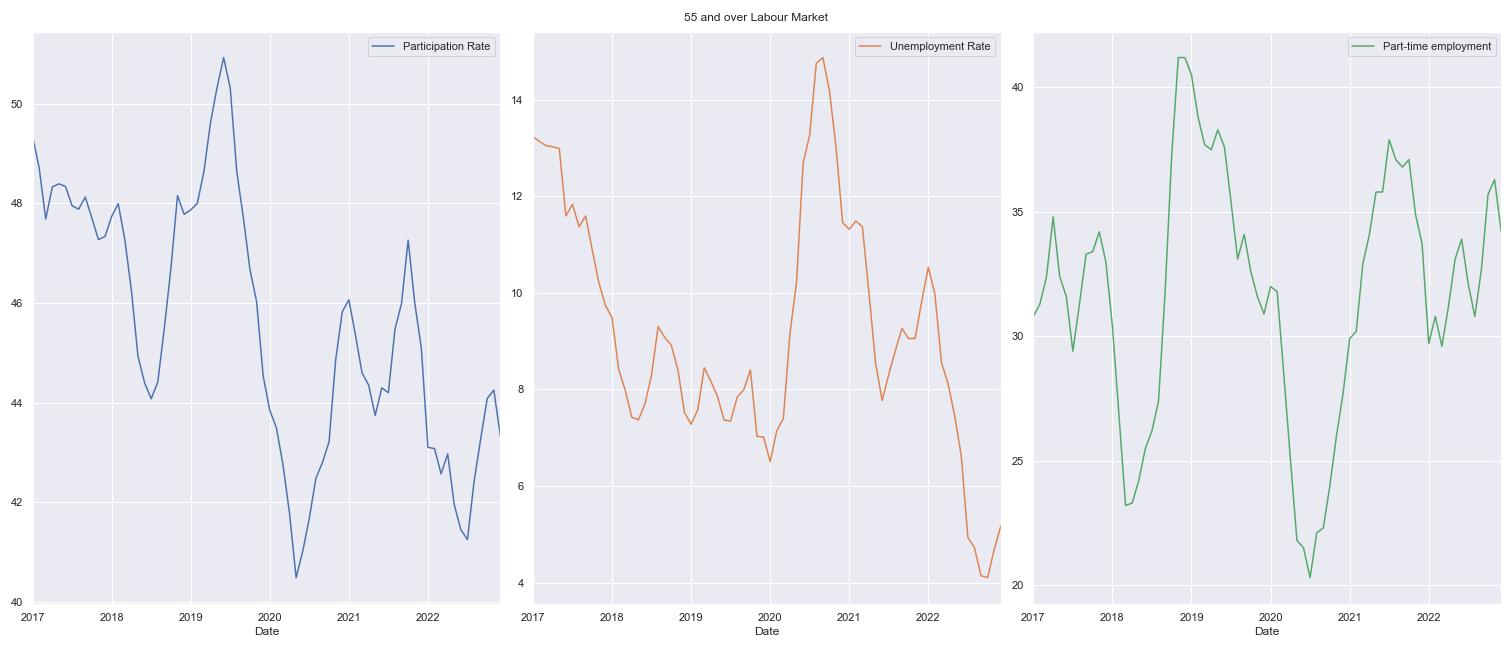 55 and over Labour Market
Participation Rate
50
48
46
44
42
40
2017 2018 2019 2020 2021 2022
Date
Unemployment Rate
14
12
10
8
6
4
2017 2018 2019 2020 2021 2022
Date
Part-time employment
40
35
30
25
20
2017 2018 2019 2020 2021 2022
Date